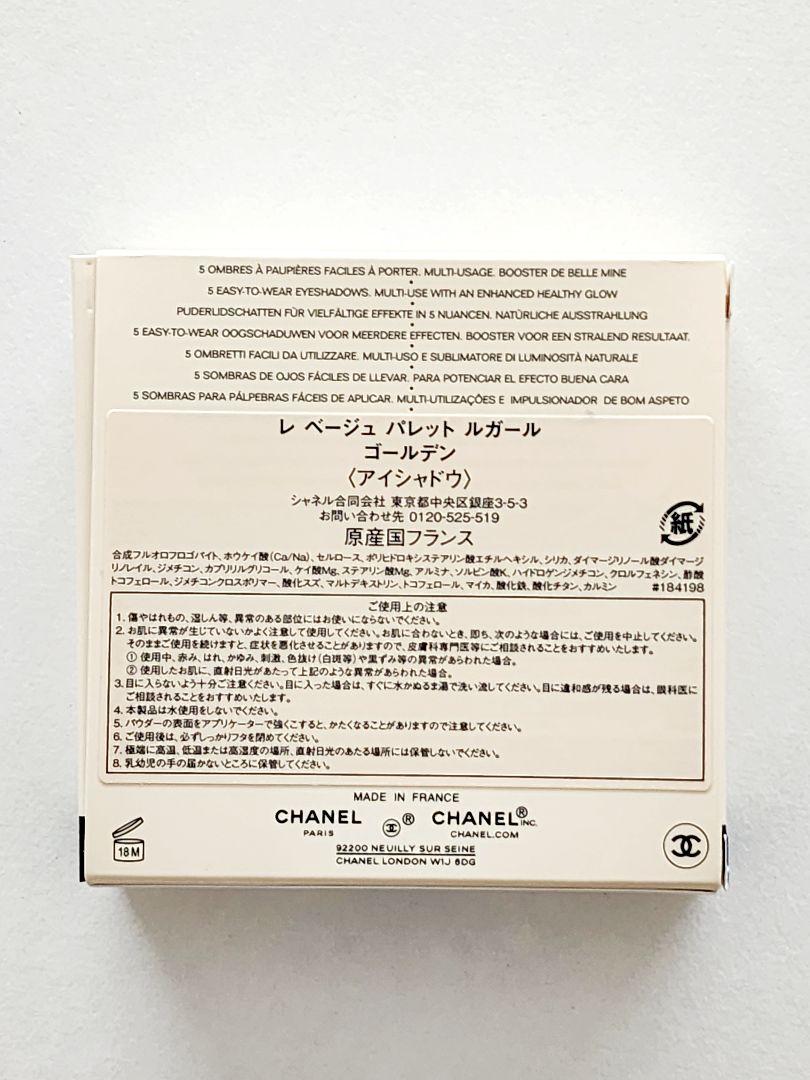 5 OMBRES À PAUPIÈRES FACILES À PORTER. MULTI-USAGE. BOOSTER DE BELLE MINE
5 EASY-TO-WEAR EYESHADOWS. MULTI-USE WITH AN ENHANCED HEALTHY GLOW
PUDERLIDSCHATTEN FÜR VIELFÄLTIGE EFFEKTE IN 5 NUANCEN. NATÜRLICHE AUSSTRAHLUNG
5 EASY-TO-WEAR OOGSCHADUWEN VOOR MEERDERE EFFECTEN. BOOSTER VOOR EEN STRALEND RESULTAAT.
5 OMBRETTI FACILI DA UTILIZZARE. MULTI-USO E SUBLIMATORE DI LUMINOSITÀ NATURALE
5 SOMBRAS DE OJOS FÁCILES DE LLEVAR. PARA POTENCIAR EL EFECTO BUENA CARA
5 SOMBRAS PARA PÁLPEBRAS FÁCEIS DE APLICAR. MULTI-UTILIZAÇÕES E IMPULSIONADOR DE BOM ASPETO
レ ベージュ パレット ルガール
ゴールデン
〈アイシャドウ〉
シャネル合同会社 東京都中央区銀座3-5-3
お問い合わせ先 0120-525-519
原産国フランス
紙
合成フルオロフロゴパイト、ホウケイ酸(Ca/Na)、セルロース、ポリヒドロキシステアリン酸エチルヘキシル、シリカ、ダイマージリノール酸ダイマージ
リノレイル、ジメチコン、カプリリルグリコール、ケイ酸Mg、ステアリン酸Mg、アルミナ、ソルビン酸K、ハイドロゲンジメチコン、クロルフェネシン、酢酸
トコフェロール、ジメチコンクロスポリマー、酸化スズ、マルトデキストリン、トコフェロール、マイカ、酸化鉄、酸化チタン、カルミン #184198
ご使用上の注意
1. 傷やはれもの、湿しん等、異常のある部位にはお使いにならないでください。
2. お肌に異常が生じていないかよく注意して使用してください。お肌に合わないとき、即ち、次のような場合には、ご使用を中止してください。
そのままご使用を続けますと、症状を悪化させることがありますので、皮膚科専門医等にご相談されることをおすすめいたします。
① 使用中、赤み、はれ、かゆみ、刺激、色抜け(白斑等)や黒ずみ等の異常があらわれた場合。
② 使用したお肌に、直射日光があたって上記のような異常があらわれた場合。
3. 目に入らないよう十分ご注意ください。目に入った場合は、すぐに水かぬるま湯で洗い流してください。目に違和感が残る場合は、眼科医に
ご相談されることをおすすめいたします。
4. 本製品は水使用をしないでください。
5. パウダーの表面をアプリケーターで強くこすると、かたくなることがありますので注意してください。
6. ご使用後は、必ずしっかりフタを閉めてください。
7. 極端に高温、低温または高湿度の場所、直射日光のあたる場所には保管しないでください。
8. 乳幼児の手の届かないところに保管してください。
MADE IN FRANCE
CHANEL ® CHANEL® INC.
PARIS CHANEL.COM
92200 NEUILLY SUR SEINE
CHANEL LONDON W1J 6DG
18 M